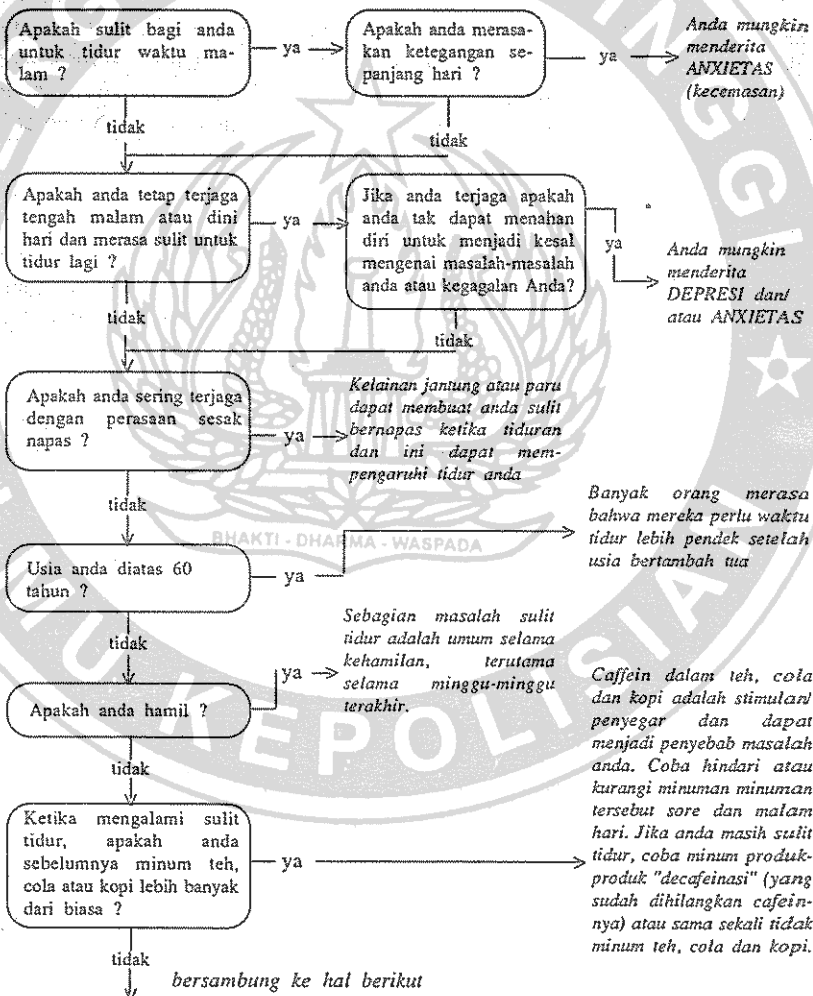 Apakah sulit bagi anda
untuk tidur waktu ma-
lam ?
ya
Apakah anda merasa-
kan ketegangan se-
panjang hari ?
ya
Anda mungkin
menderita
ANXIETAS
(kecemasan)
tidak
tidak
Apakah anda tetap terjaga
tengah malam atau dini
hari dan merasa sulit untuk
tidur lagi ?
ya
Jika anda terjaga apakah
anda tak dapat menahan
diri untuk menjadi kesal
mengenai masalah-masalah
anda atau kegagalan Anda?
ya
Anda mungkin
menderita
DEPRESI dan/
atau ANXIETAS
tidak
tidak
Apakah anda sering terjaga
dengan perasaan sesak
napas ?
ya
Kelainan jantung atau paru
dapat membuat anda sulit
bernapas ketika tiduran
dan ini dapat mem-
pengaruhi tidur anda
tidak
BHAKTI - DHARMA - WASPADA
Usia anda diatas 60
tahun ?
ya
Banyak orang merasa
bahwa mereka perlu waktu
tidur lebih pendek setelah
usia bertambah tua
tidak
Apakah anda hamil ?
ya
Sebagian masalah sulit
tidur adalah umum selama
kehamilan, terutama
selama minggu-minggu
terakhir.
tidak
Ketika mengalami sulit
tidur, apakah anda
sebelumnya minum teh,
cola atau kopi lebih banyak
dari biasa ?
ya
Caffein dalam teh, cola
dan kopi adalah stimulan/
penyegar dan dapat
menjadi penyebab masalah
anda. Coba hindari atau
kurangi minuman minuman
tersebut sore dan malam
hari. Jika anda masih sulit
tidur, coba minum produk-
produk "decafeinasi" (yang
sudah dihilangkan cafein-
nya) atau sama sekali tidak
minum teh, cola dan kopi.
tidak
bersambung ke hal berikut
INGGI
MU KEPOLISIAN